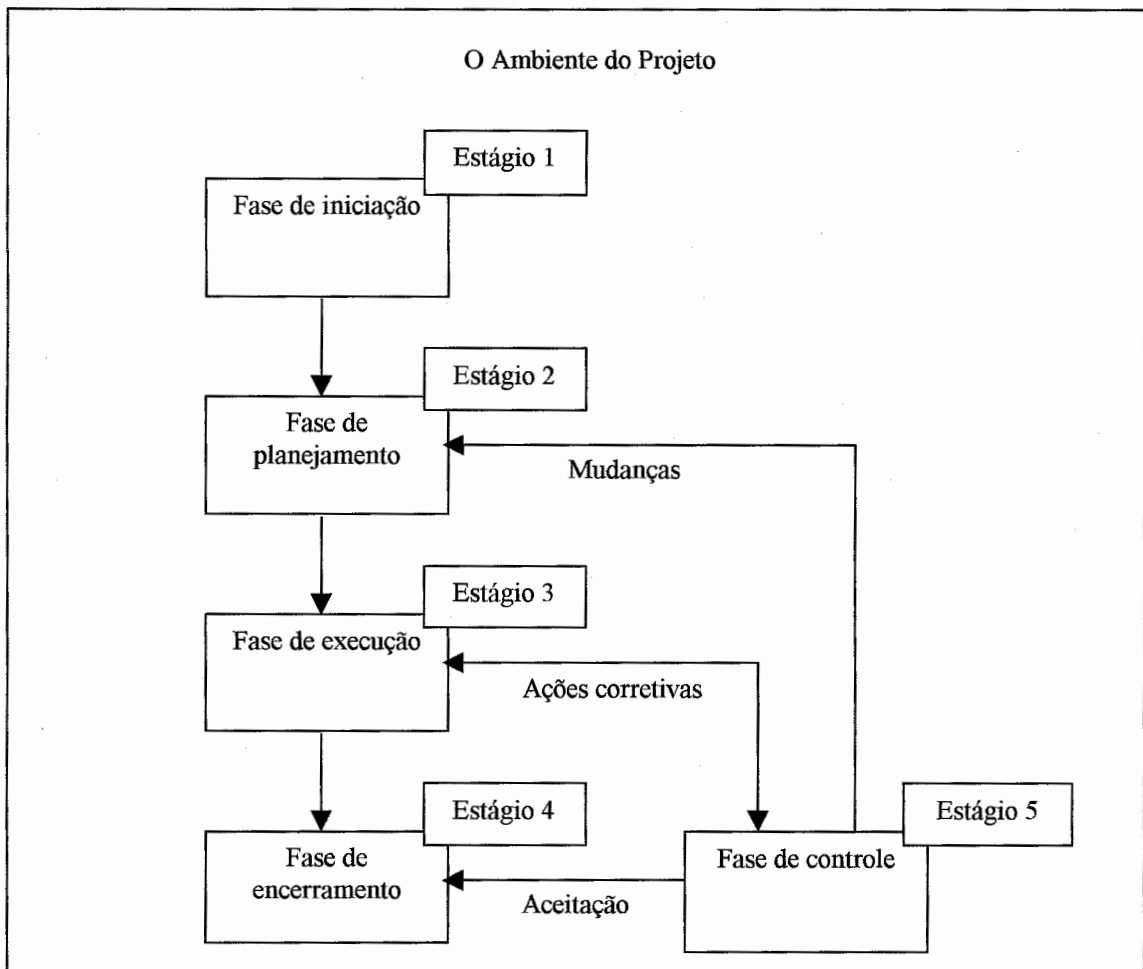 O Ambiente do Projeto
Estágio 1
Fase de iniciação
Estágio 2
Fase de
planejamento
Mudanças
Estágio 3
Fase de execução
Ações corretivas
Estágio 4
Estágio 5
Fase de
encerramento
Fase de controle
Aceitação